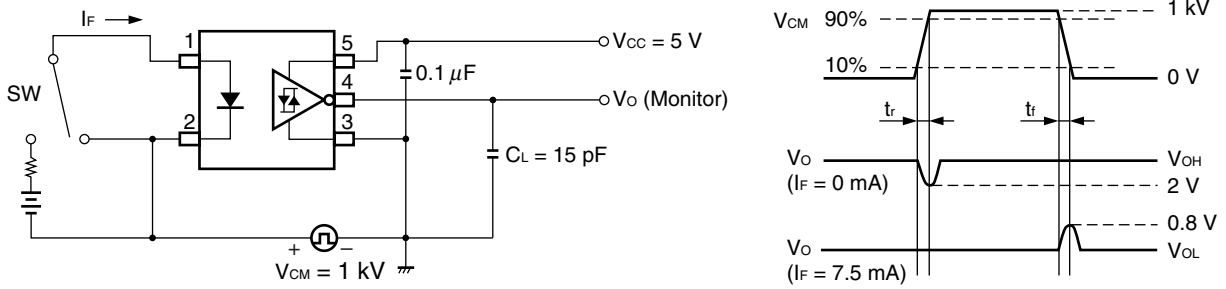 IF
1
5
VCC = 5 V
0.1 μF
4
SW
VO (Monitor)
2
3
CL = 15 pF
+
−
VCM = 1 kV
VCM
90%
1 kV
10%
0 V
tr
tf
VO
(IF = 0 mA)
VOH
2 V
0.8 V
VO
(IF = 7.5 mA)
VOL